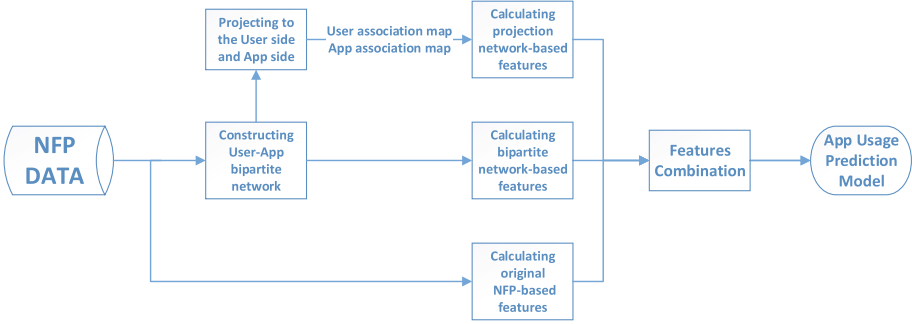 NFP
DATA
Projecting to
the User side
and App side
User association map
App association map
Calculating
projection
network-based
features
Constructing
User-App
bipartite
network
Calculating
bipartite
network-based
features
Calculating
original
NFP-based
features
Features
Combination
App Usage
Prediction
Model